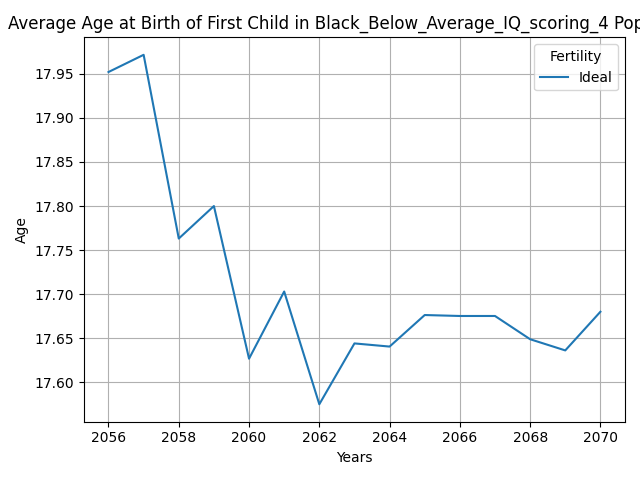 Average Age at Birth of First Child in Black_Below_Average_IQ_scoring_4 Pop
Fertility
Ideal
17.95
17.90
17.85
17.80
17.75
17.70
17.65
17.60
Age
2056 2058 2060 2062 2064 2066 2068 2070
Years